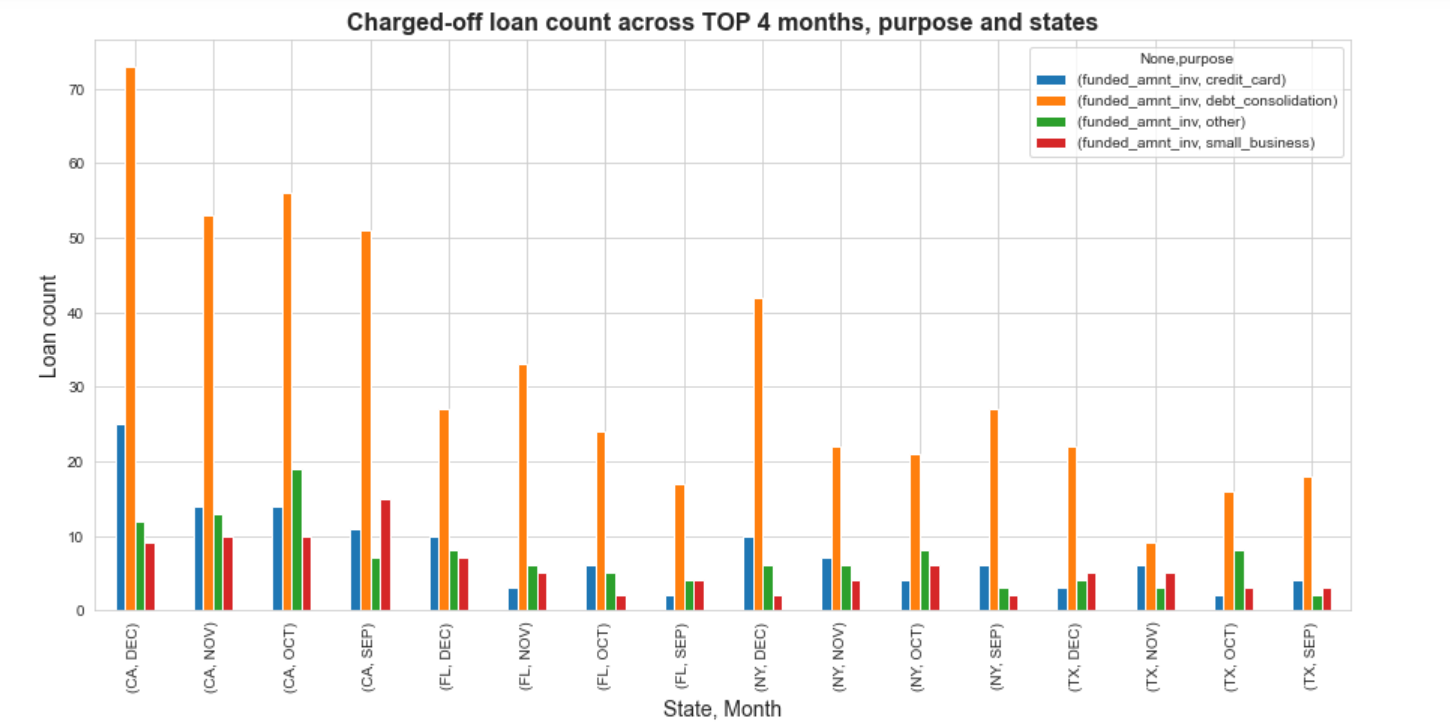 Charged-off loan count across TOP 4 months, purpose and states
None,purpose
(funded_amnt_inv, credit_card)
(funded_amnt_inv, debt_consolidation)
(funded_amnt_inv, other)
(funded_amnt_inv, small_business)
Loan count
70
60
50
40
30
20
10
0
(CA, DEC)
(CA, NOV)
(CA, OCT)
(CA, SEP)
(FL, DEC)
(FL, NOV)
(FL, OCT)
(FL, SEP)
(NY, DEC)
(NY, NOV)
(NY, OCT)
(NY, SEP)
(TX, DEC)
(TX, NOV)
(TX, OCT)
(TX, SEP)
State, Month